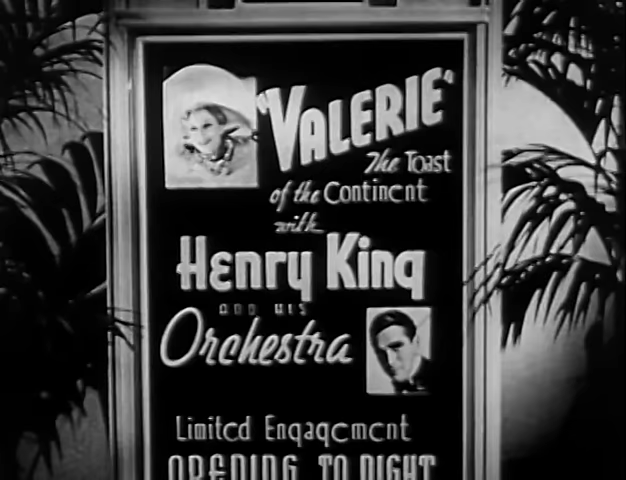 "VALERIE"
The Toast
of the Continent
with
Henry King
AND HIS
Orchestra
Limited Engagement
OPENING TO NIGHT